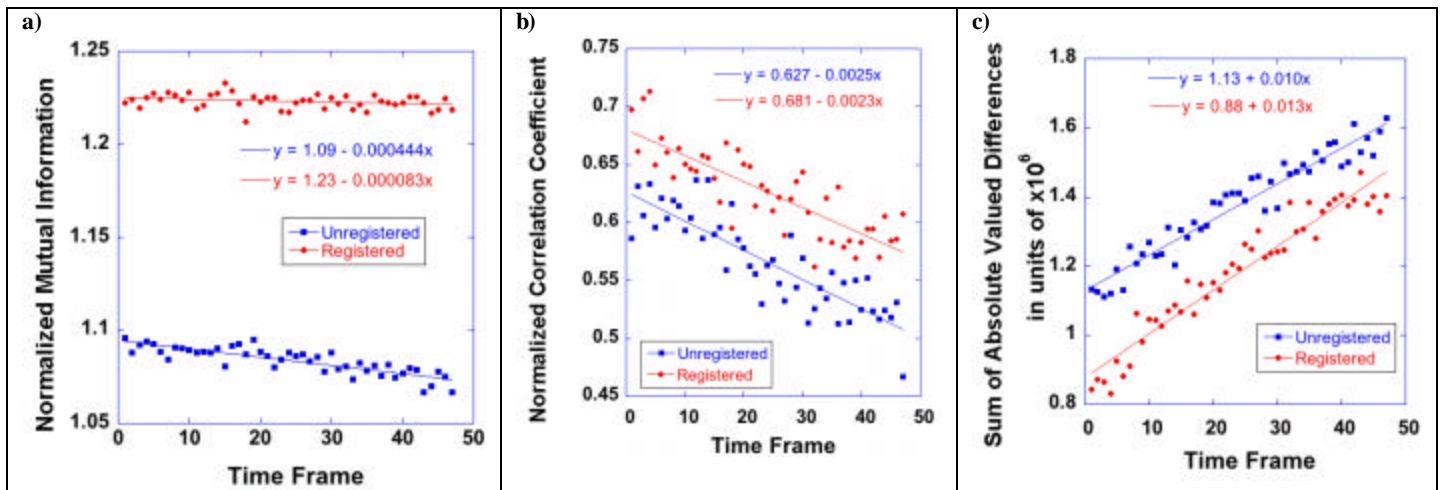 a)
1.25
1.2
1.15
1.1
1.05
0 10 20 30 40 50
Normalized Mutual Information
Time Frame
y = 1.09 - 0.000444x
y = 1.23 - 0.000083x
Unregistered
Registered
b)
0.75
0.7
0.65
0.6
0.55
0.5
0.45
0 10 20 30 40 50
Normalized Correlation Coefficient
Time Frame
y = 0.627 - 0.0025x
y = 0.681 - 0.0023x
Unregistered
Registered
c)
1.8
1.6
1.4
1.2
1
0.8
0 10 20 30 40 50
Sum of Absolute Valued Differences
in units of x10⁶
Time Frame
y = 1.13 + 0.010x
y = 0.88 + 0.013x
Unregistered
Registered